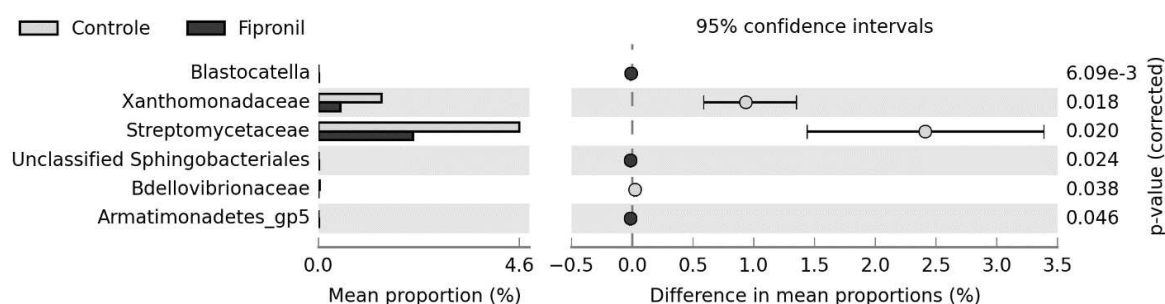 Controle Fipronil 95% confidence intervals
Blastocatella 6.09e-3
Xanthomonadaceae 0.018
Streptomycetaceae 0.020
Unclassified Sphingobacteriales 0.024
Bdellovibrionaceae 0.038
Armatimonadetes_gp5 0.046
p-value (corrected)
0.0 4.6 −0.5 0.0 0.5 1.0 1.5 2.0 2.5 3.0 3.5
Mean proportion (%) Difference in mean proportions (%)